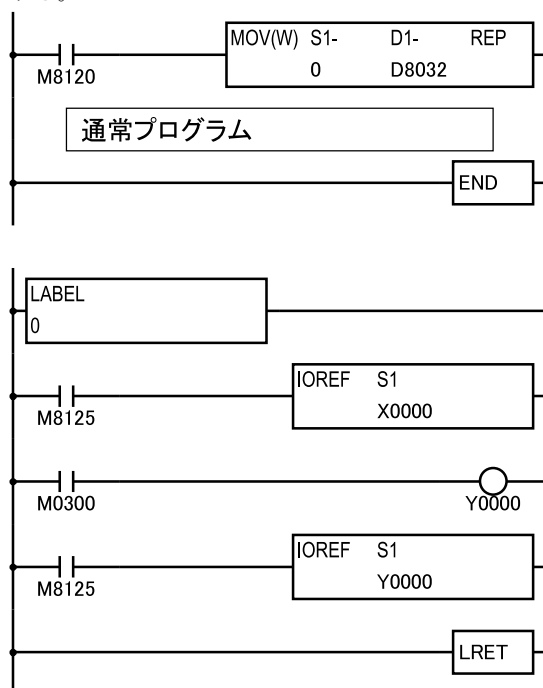 MOV(W) S1- D1- REP
0 D8032
M8120
通常プログラム
END
LABEL
0
IOREF S1
X0000
M8125
M0300
Y0000
IOREF S1
Y0000
M8125
LRET